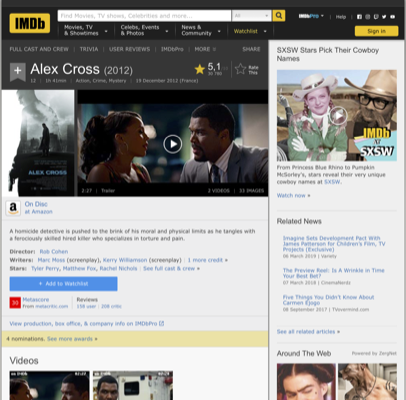 IMDb
Find Movies, TV shows, Celebrities and more...
All
IMDbPro
Help
Movies, TV
& Showtimes
Celebs, Events
& Photos
News &
Community
Watchlist
Sign in
FULL CAST AND CREW | TRIVIA | USER REVIEWS | IMDbPro | MORE
SHARE
Alex Cross (2012)
5,1
Rate
This
12 | 1h 41min | Action, Crime, Mystery | 19 December 2012 (France)
ALEX CROSS
2:27 | Trailer
2 VIDEOS | 33 IMAGES
On Disc
at Amazon
A homicide detective is pushed to the brink of his moral and physical limits as he tangles with
a ferociously skilled hired killer who specializes in torture and pain.
Director: Rob Cohen
Writers: Marc Moss (screenplay), Kerry Williamson (screenplay) | 1 more credit »
Stars: Tyler Perry, Matthew Fox, Rachel Nichols | See full cast & crew »
+ Add to Watchlist
30
Metascore
From metacritic.com
Reviews
158 user | 208 critic
View production, box office, & company info on IMDbPro
4 nominations. See more awards »
Videos
SXSW Stars Pick Their Cowboy
Names
IMDb
AT
SXSW
From Princess Blue Rhino to Pumpkin
McSorley's, stars reveal their very unique
cowboy names at SXSW.
Watch now »
Related News
Imagine Sets Development Pact With
James Patterson for Children's Film, TV
Projects (Exclusive)
06 March 2019 | Variety
The Preview Reel: Is A Wrinkle in Time
Your Best Bet?
07 March 2018 | CinemaNerdz
Five Things You Didn't Know About
Carmen Ejogo
08 September 2017 | TVovermind.com
See all related articles »
Around The Web
Powered by ZergNet